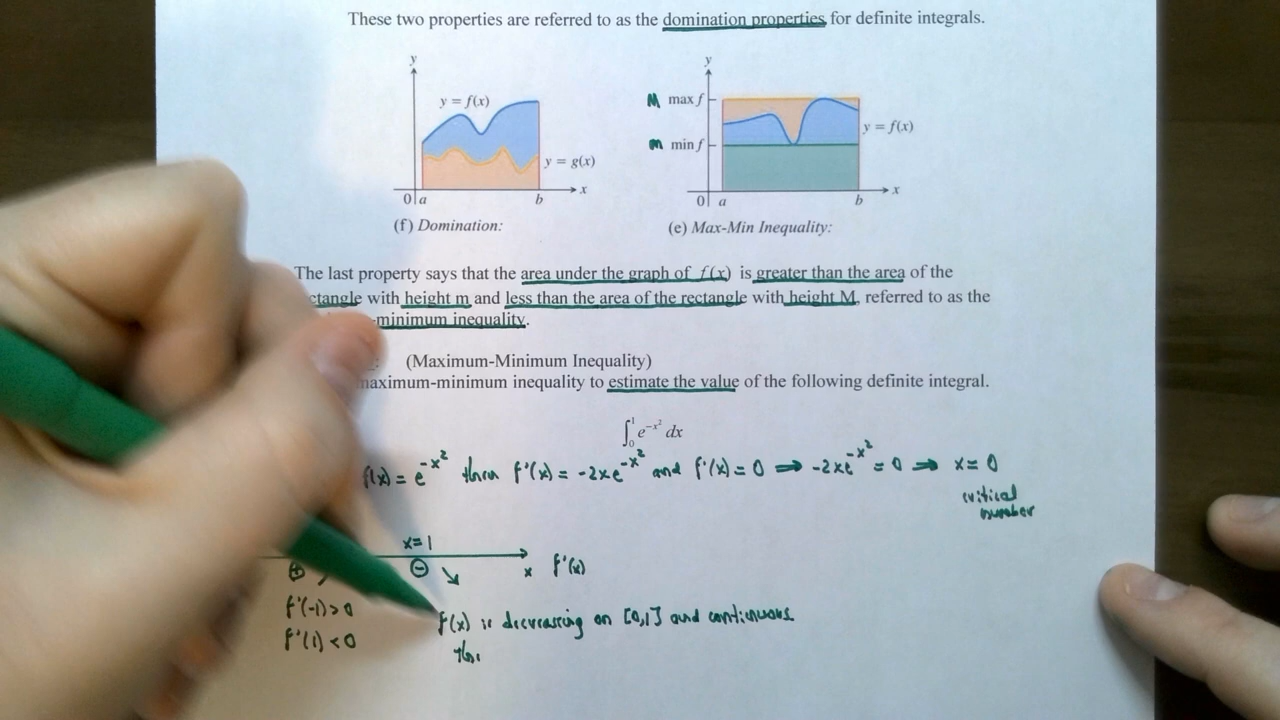 These two properties are referred to as the domination properties for definite integrals.
y
y = f(x)
y = g(x)
0 a b x
(f) Domination:
y
M max f
m min f
y = f(x)
0 a b x
(e) Max-Min Inequality:
The last property says that the area under the graph of f(x) is greater than the area of the
ctangle with height m and less than the area of the rectangle with height M, referred to as the
-minimum inequality.
(Maximum-Minimum Inequality)
maximum-minimum inequality to estimate the value of the following definite integral.
∫₀¹ e^{-x²} dx
f(x) = e^{-x²} then f'(x) = -2xe^{-x²} and f'(x) = 0 ⇒ -2xe^{-x²} = 0 ⇒ x = 0
critical
number
x=1
⊕ ⊖ ↘ x f'(x)
f'(-1) > 0
f'(1) < 0
f(x) is decreasing on [0,1] and continuous